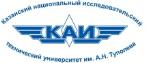 Казанский национальный исследовательский
КАИ
технический университет им. А.Н. Туполева